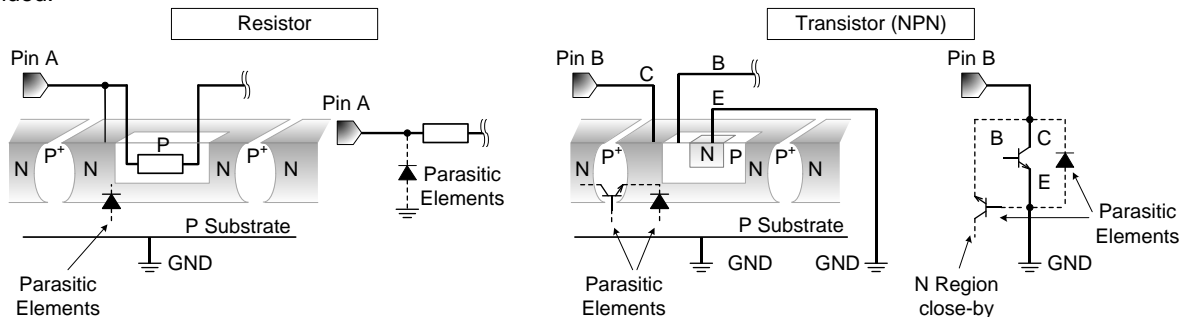 Resistor
Transistor (NPN)
Pin A
Pin A
P
N
P+
N
P+
N
N
Parasitic
Elements
P Substrate
GND
Parasitic
Elements
Pin B
C
B
E
N
P+
N
N
P
P+
N
N
P Substrate
GND
GND
Parasitic
Elements
Pin B
B
C
E
Parasitic
Elements
GND
N Region
close-by